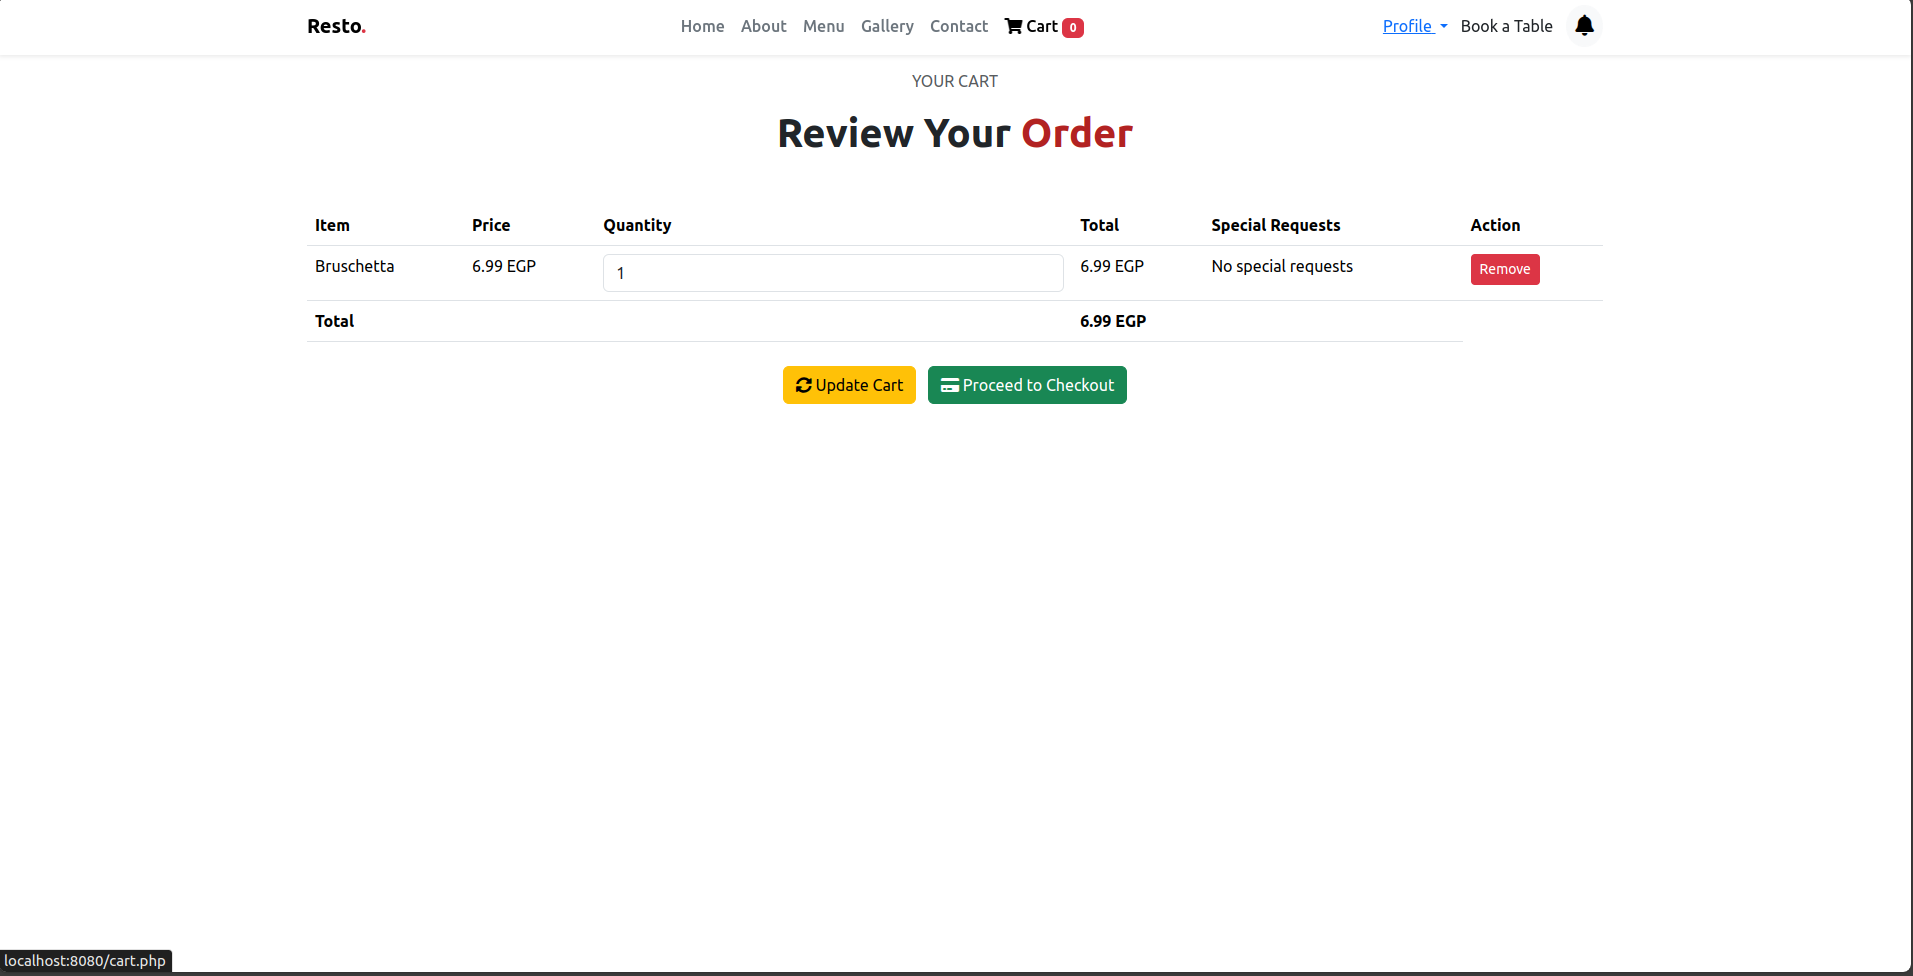 Resto. Home About Menu Gallery Contact Cart 0 Profile Book a Table
YOUR CART
Review Your Order
Item Price Quantity Total Special Requests Action
Bruschetta 6.99 EGP 1 6.99 EGP No special requests Remove
Total 6.99 EGP
Update Cart Proceed to Checkout
localhost:8080/cart.php